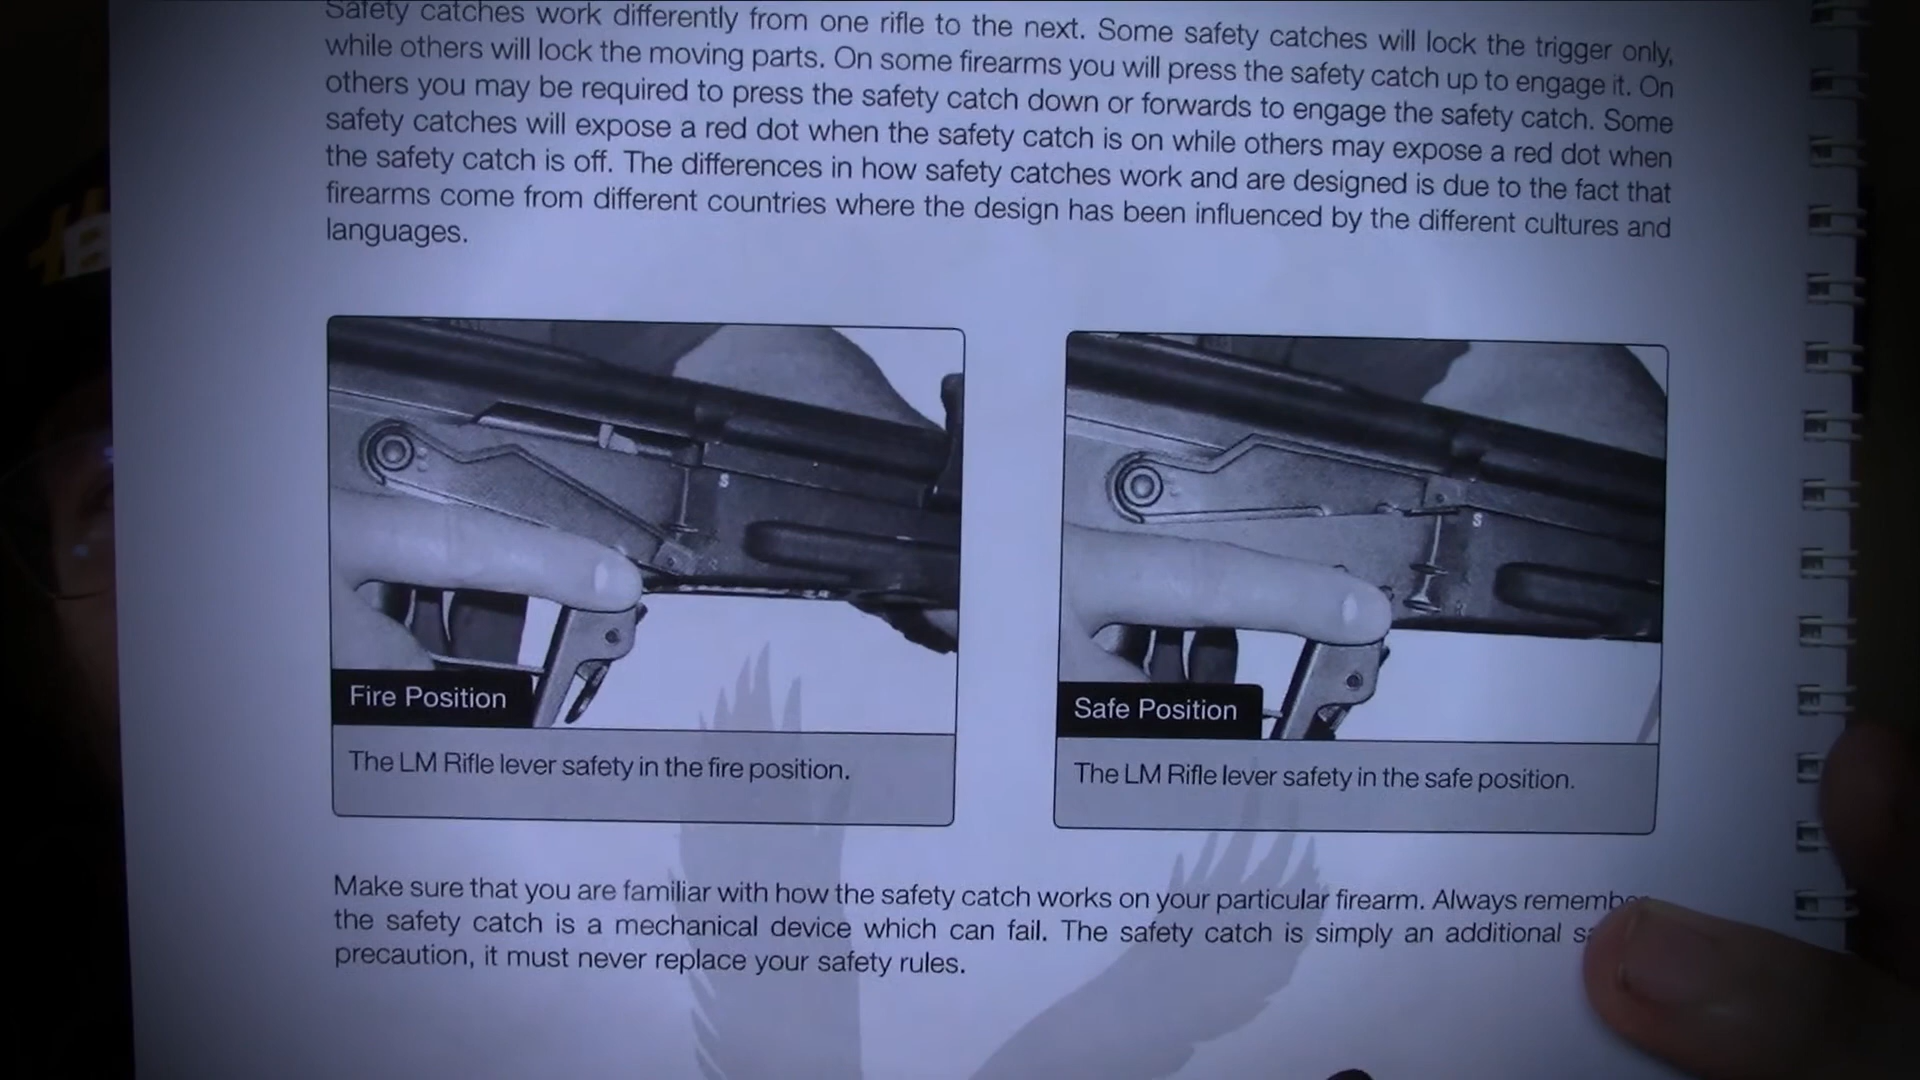 Safety catches work differently from one rifle to the next. Some safety catches will lock the trigger only,
while others will lock the moving parts. On some firearms you will press the safety catch up to engage it. On
others you may be required to press the safety catch down or forwards to engage the safety catch. Some
safety catches will expose a red dot when the safety catch is on while others may expose a red dot when
the safety catch is off. The differences in how safety catches work and are designed is due to the fact that
firearms come from different countries where the design has been influenced by the different cultures and
languages.
S
S
Fire Position
Safe Position
The LM Rifle lever safety in the fire position.
The LM Rifle lever safety in the safe position.
Make sure that you are familiar with how the safety catch works on your particular firearm. Always
the safety catch is a mechanical device which can fail. The safety catch is simply an additional
precaution, it must never replace your safety rules.